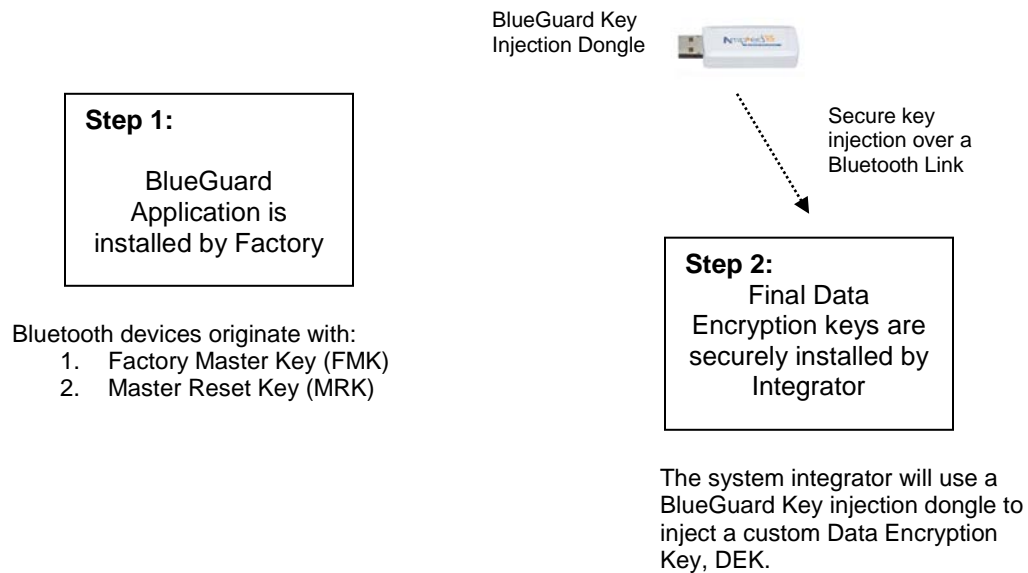 BlueGuard Key
Injection Dongle
Step 1:
BlueGuard
Application is
installed by Factory
Bluetooth devices originate with:
1. Factory Master Key (FMK)
2. Master Reset Key (MRK)
Secure key
injection over a
Bluetooth Link
Step 2:
Final Data
Encryption keys are
securely installed by
Integrator
The system integrator will use a
BlueGuard Key injection dongle to
inject a custom Data Encryption
Key, DEK.